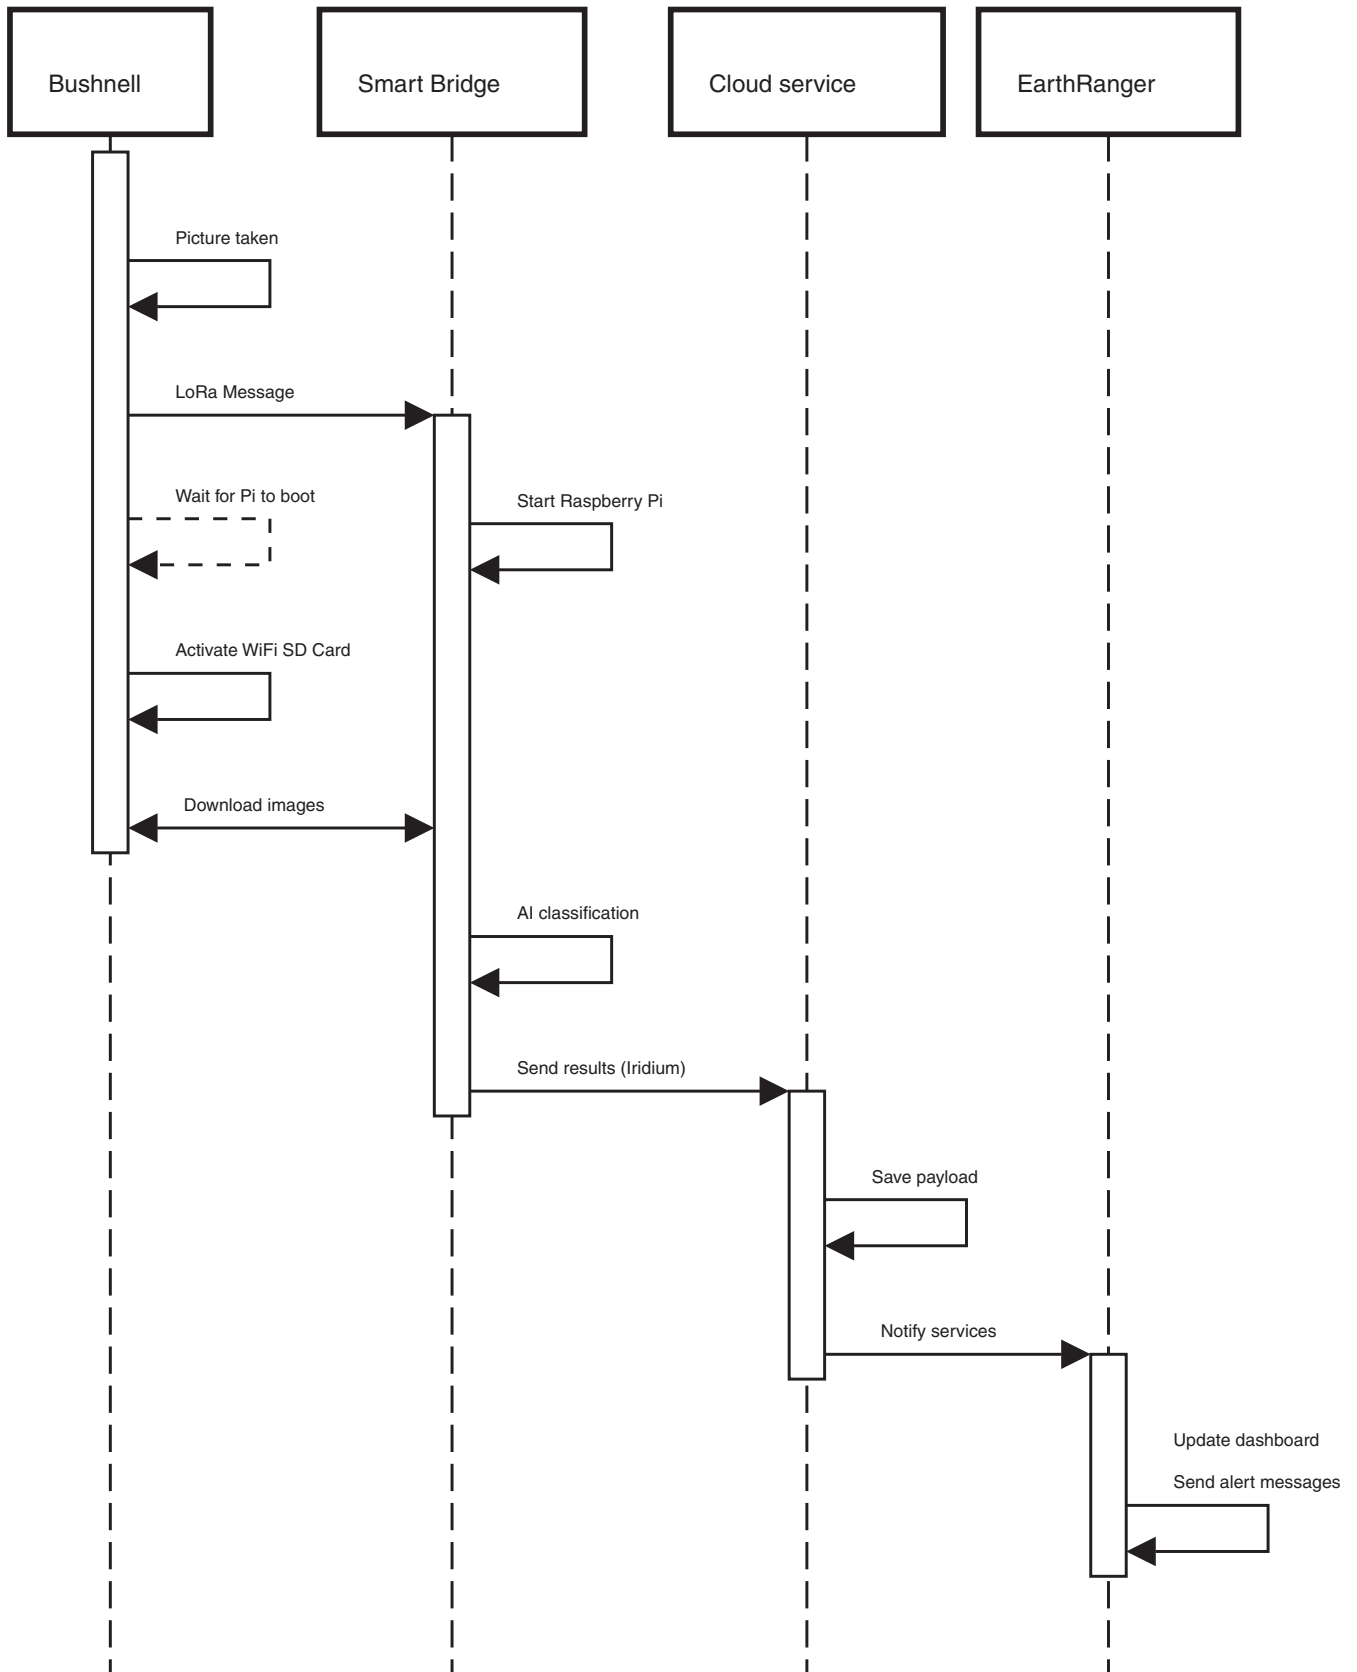 Bushnell
Smart Bridge
Cloud service
EarthRanger
Picture taken
LoRa Message
Wait for Pi to boot
Start Raspberry Pi
Activate WiFi SD Card
Download images
AI classification
Send results (Iridium)
Save payload
Notify services
Update dashboard
Send alert messages